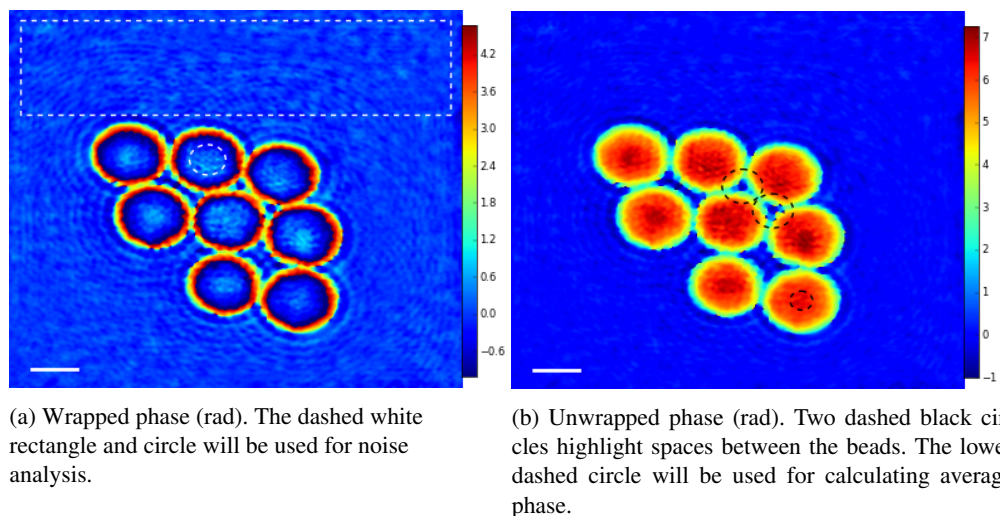 4.2
3.6
3.0
2.4
1.8
1.2
0.6
0.0
−0.6
7
6
5
4
3
2
1
0
−1
(a) Wrapped phase (rad). The dashed white
rectangle and circle will be used for noise
analysis.
(b) Unwrapped phase (rad). Two dashed black cir
cles highlight spaces between the beads. The lowe
dashed circle will be used for calculating averag
phase.